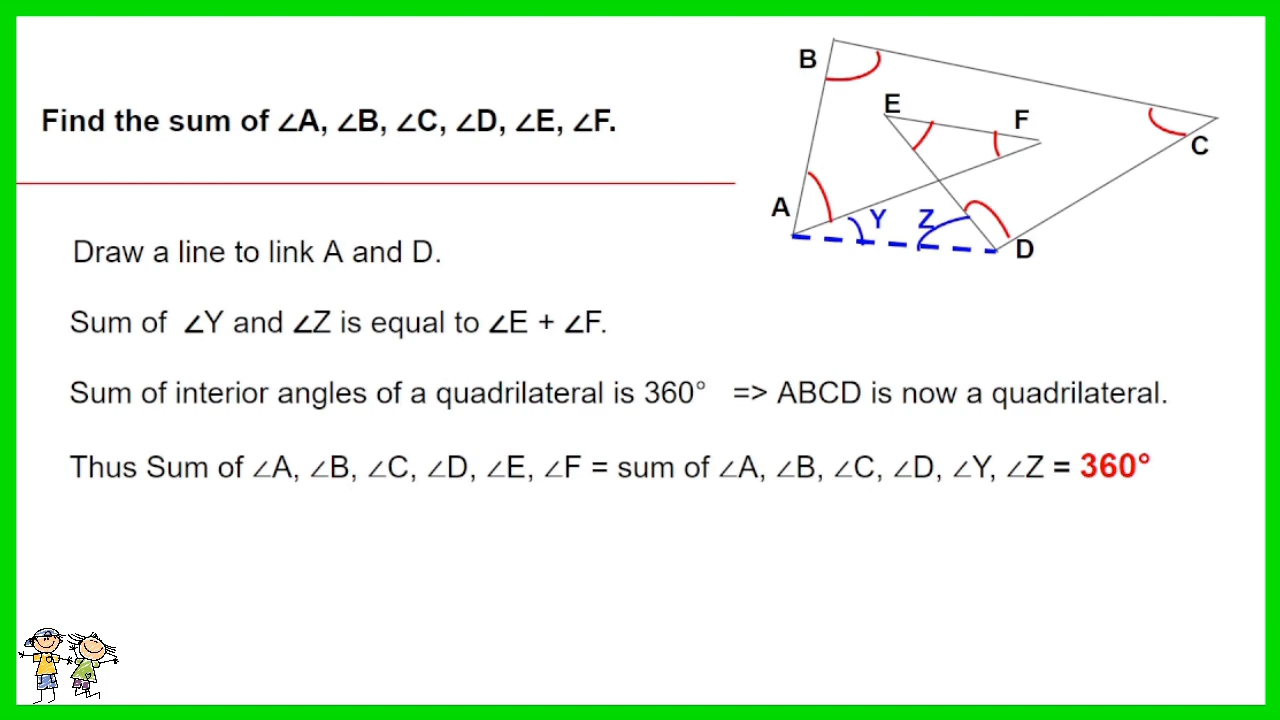 Find the sum of ∠A, ∠B, ∠C, ∠D, ∠E, ∠F.
B
E
F
C
A
Y
Z
D
Draw a line to link A and D.
Sum of ∠Y and ∠Z is equal to ∠E + ∠F.
Sum of interior angles of a quadrilateral is 360° => ABCD is now a quadrilateral.
Thus Sum of ∠A, ∠B, ∠C, ∠D, ∠E, ∠F = sum of ∠A, ∠B, ∠C, ∠D, ∠Y, ∠Z = 360°